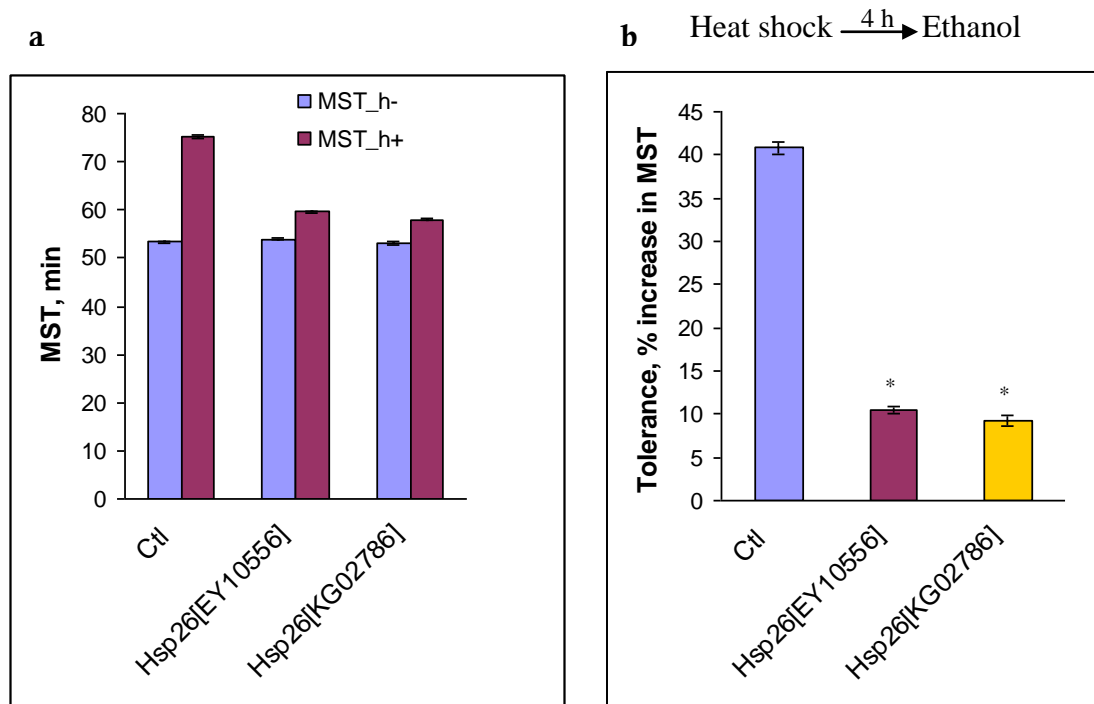 a
MST_h-
MST_h+
MST, min
80
70
60
50
40
30
20
10
0
Ctl
Hsp26[EY10556]
Hsp26[KG02786]
b
Heat shock 4 h Ethanol
Tolerance, % increase in MST
45
40
35
30
25
20
15
10
5
0
*
*
Ctl
Hsp26[EY10556]
Hsp26[KG02786]